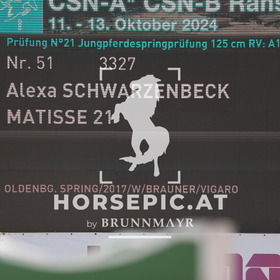 CSN-A* CSN-B Rans
11. - 13. Oktober 2024
Prüfung N°21 Jungpferdespringprüfung 125 cm RV: A1
Nr. 51 3327
Alexa SCHWARZENBECK
MATISSE 21
OLDENBG. SPRING/2017/W/BRAUNER/VIGARO
HORSEPIC.AT
by BRUNNMAYR